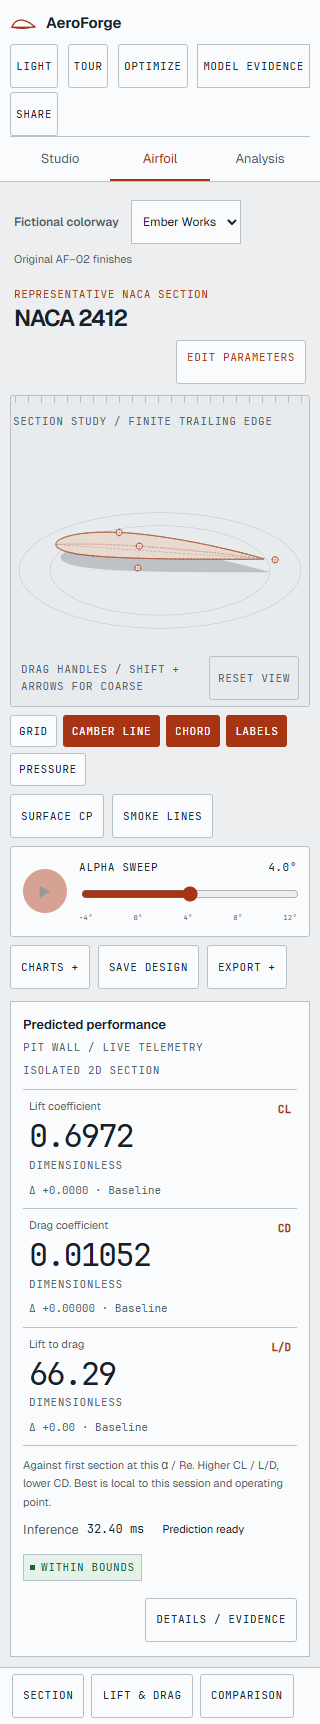 AeroForge
LIGHT TOUR OPTIMIZE MODEL EVIDENCE
SHARE
Studio Airfoil Analysis
Fictional colorway Ember Works
Original AF–02 finishes
REPRESENTATIVE NACA SECTION
NACA 2412
EDIT PARAMETERS
SECTION STUDY / FINITE TRAILING EDGE
DRAG HANDLES / SHIFT +
ARROWS FOR COARSE
RESET VIEW
GRID CAMBER LINE CHORD LABELS
PRESSURE
SURFACE CP SMOKE LINES
ALPHA SWEEP 4.0°
-4° 0° 4° 8° 12°
CHARTS + SAVE DESIGN EXPORT +
Predicted performance
PIT WALL / LIVE TELEMETRY
ISOLATED 2D SECTION
Lift coefficient CL
0.6972
DIMENSIONLESS
Δ +0.0000 · Baseline
Drag coefficient CD
0.01052
DIMENSIONLESS
Δ +0.00000 · Baseline
Lift to drag L/D
66.29
DIMENSIONLESS
Δ +0.00 · Baseline
Against first section at this α / Re. Higher CL / L/D,
lower CD. Best is local to this session and operating
point.
Inference 32.40 ms Prediction ready
WITHIN BOUNDS
DETAILS / EVIDENCE
SECTION LIFT & DRAG COMPARISON